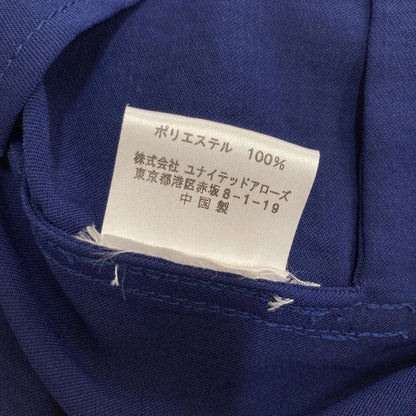 ポリエステル 100%
株式会社 ユナイテッドアローズ
東京都港区赤坂8-1-19
中国製